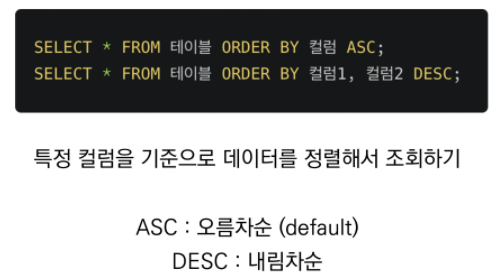 SELECT * FROM 테이블 ORDER BY 컬럼 ASC;
SELECT * FROM 테이블 ORDER BY 컬럼1, 컬럼2 DESC;
특정 컬럼을 기준으로 데이터를 정렬해서 조회하기
ASC : 오름차순 (default)
DESC : 내림차순